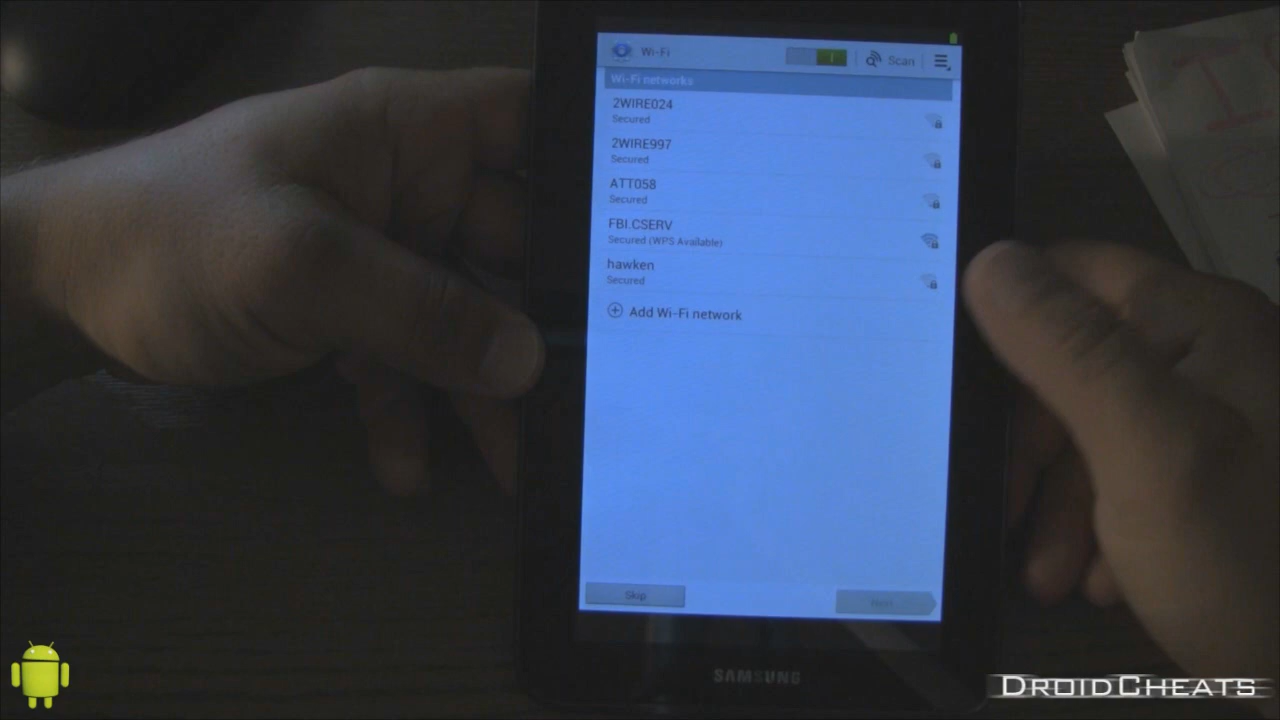 Wi-Fi
Scan
Wi-Fi networks
2WIRE024
Secured
2WIRE997
Secured
ATT058
Secured
FBI.CSERV
Secured (WPS Available)
hawken
Secured
Add Wi-Fi network
Skip
Next
SAMSUNG
DROIDCHEATS